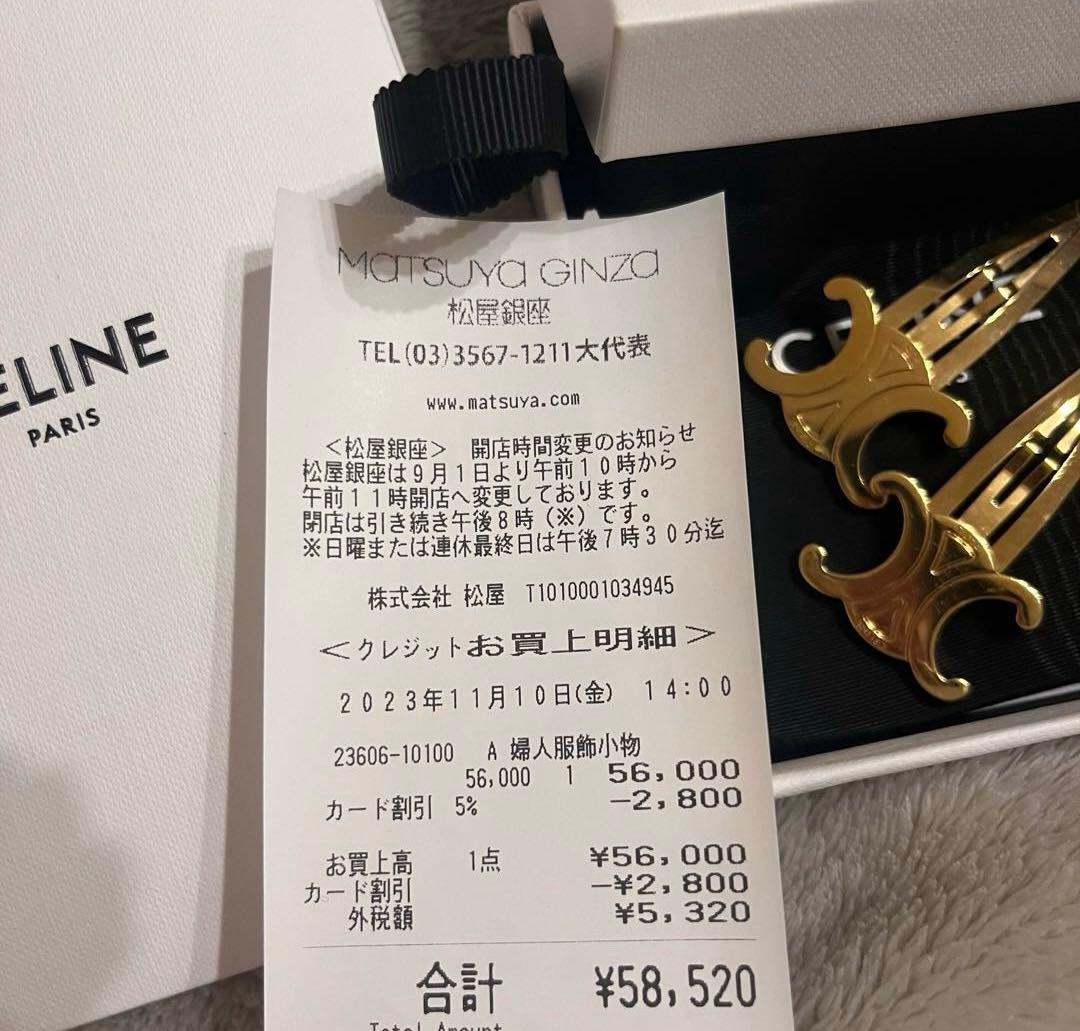 CELINE
PARIS
MATSUYA GINZA
松屋銀座
TEL(03)3567-1211大代表
www.matsuya.com
＜松屋銀座＞ 開店時間変更のお知らせ
松屋銀座は9月1日より午前10時から
午前11時開店へ変更しております。
閉店は引き続き午後8時（※）です。
※日曜または連休最終日は午後7時30分迄
株式会社 松屋 T1010001034945
＜クレジットお買上明細＞
2023年11月10日(金) 14:00
23606-10100 A 婦人服飾小物
56,000 1 56,000
カード割引 5% -2,800
お買上高 1点 ¥56,000
カード割引 -¥2,800
外税額 ¥5,320
合計 ¥58,520
Total Amount